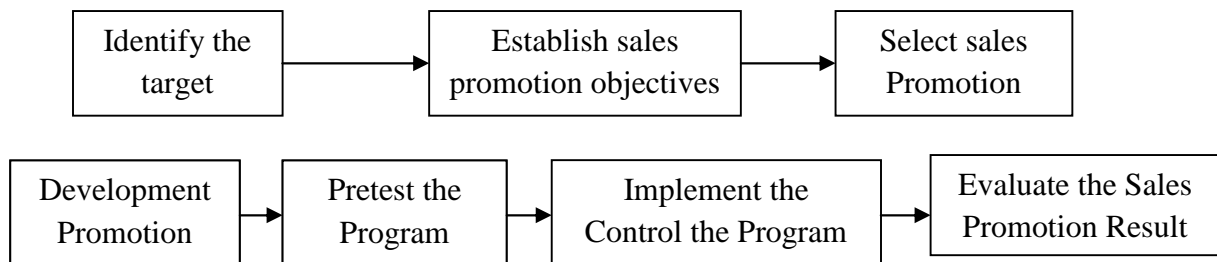 Identify the
target
Establish sales
promotion objectives
Select sales
Promotion
Development
Promotion
Pretest the
Program
Implement the
Control the Program
Evaluate the Sales
Promotion Result